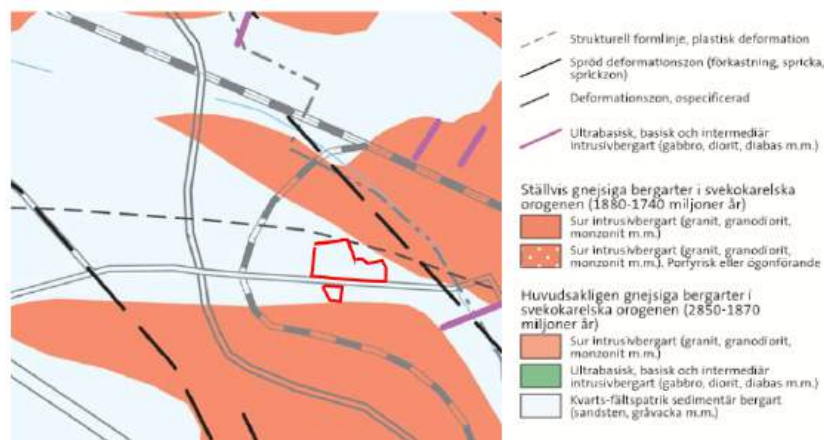 Strukturell formlinje, plastisk deformation
Spröd deformationszon (förkastning, spricka,
sprickzon)
Deformationszon, ospecificerad
Ultrabasisk, basisk och intermediär
intrusivbergart (gabbro, diorit, diabas m.m.)
Ställvis gnejsiga bergarter i svekokarelska
orogenen (1880-1740 miljoner år)
Sur intrusivbergart (granit, granodiorit,
monzonit m.m.)
Sur intrusivbergart (granit, granodiorit,
monzonit m.m.). Porfyrisk eller ögonförande
Huvudsakligen gnejsiga bergarter i
svekokarelska orogenen (2850-1870
miljoner år)
Sur intrusivbergart (granit, granodiorit,
monzonit m.m.)
Ultrabasisk, basisk och intermediär
intrusivbergart (gabbro, diorit, diabas m.m.)
Kvarts-fältspatrik sedimentär bergart
(sandsten, gråvacka m.m.)